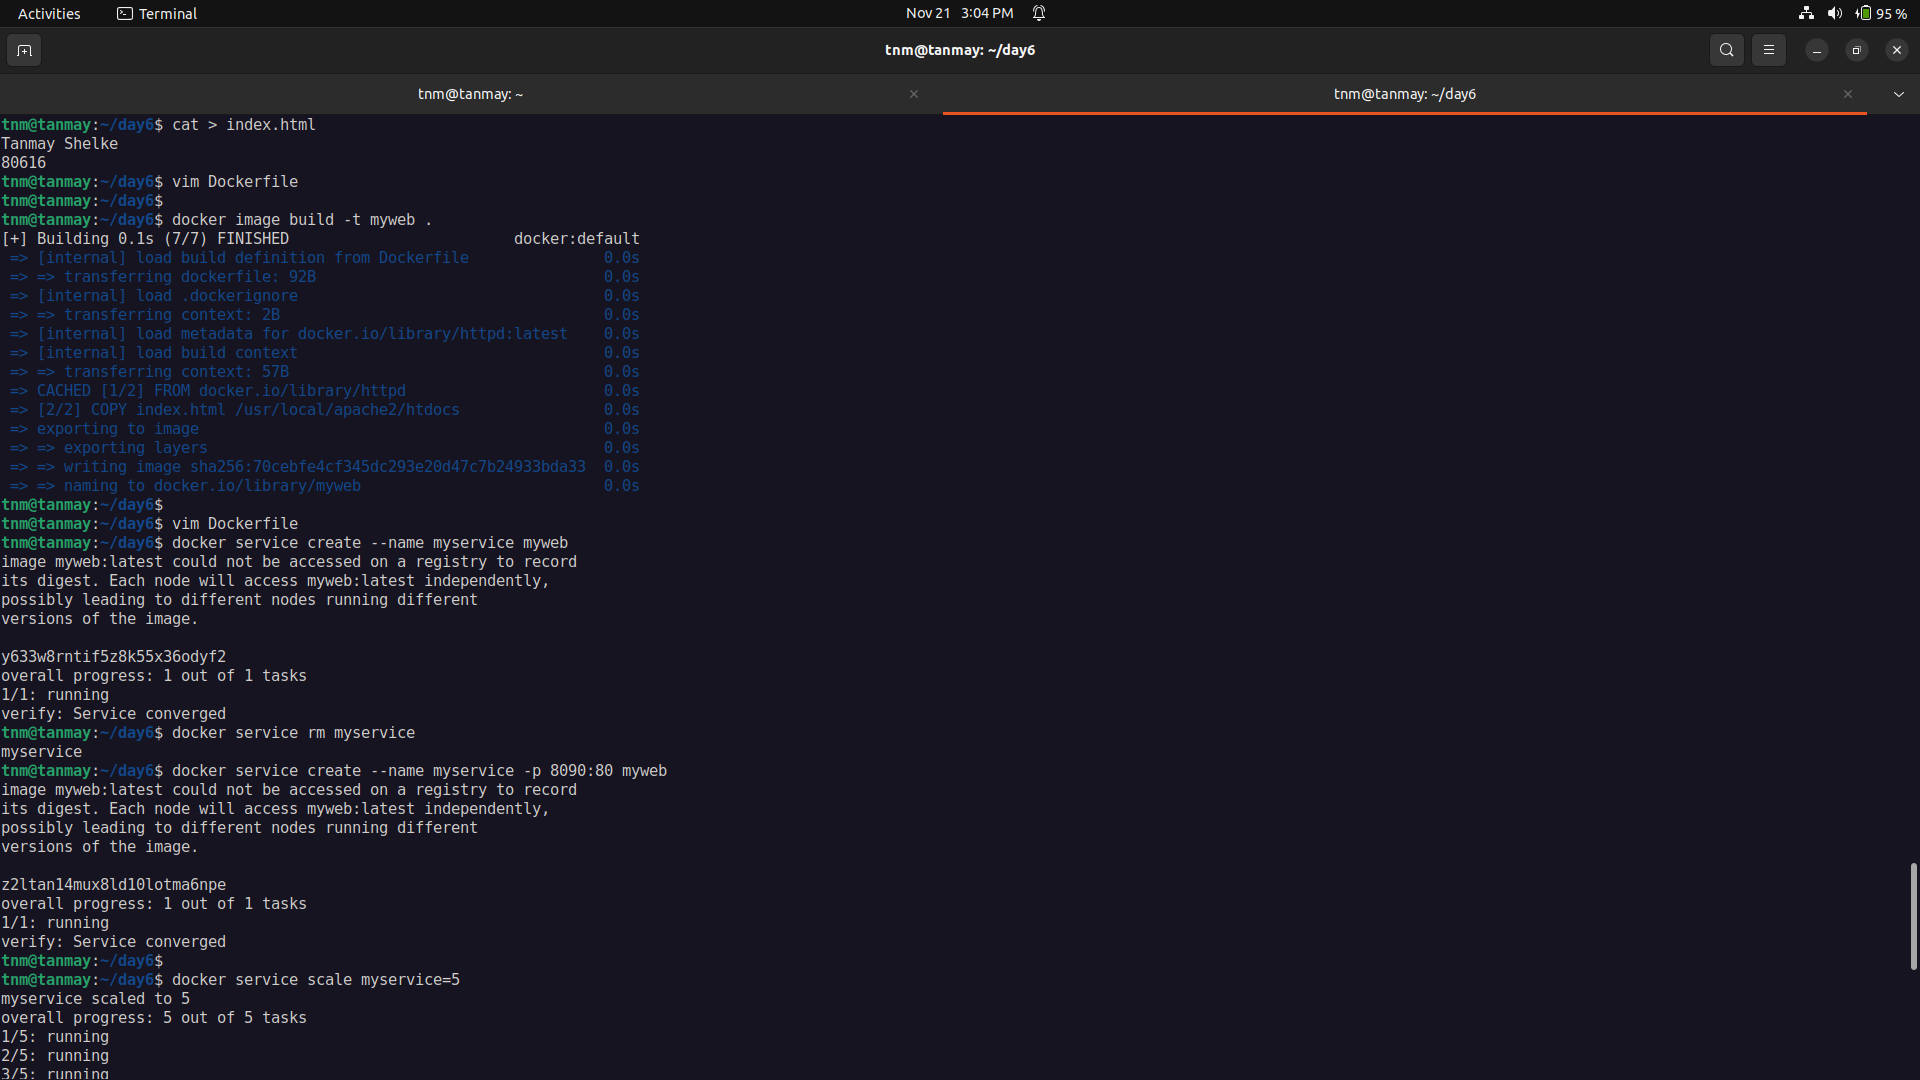 Activities Terminal Nov 21 3:04 PM 95 %
tnm@tanmay: ~/day6
tnm@tanmay: ~ tnm@tanmay: ~/day6
tnm@tanmay:~/day6$ cat > index.html
Tanmay Shelke
80616
tnm@tanmay:~/day6$ vim Dockerfile
tnm@tanmay:~/day6$
tnm@tanmay:~/day6$ docker image build -t myweb .
[+] Building 0.1s (7/7) FINISHED docker:default
=> [internal] load build definition from Dockerfile 0.0s
=> => transferring dockerfile: 92B 0.0s
=> [internal] load .dockerignore 0.0s
=> => transferring context: 2B 0.0s
=> [internal] load metadata for docker.io/library/httpd:latest 0.0s
=> [internal] load build context 0.0s
=> => transferring context: 57B 0.0s
=> CACHED [1/2] FROM docker.io/library/httpd 0.0s
=> [2/2] COPY index.html /usr/local/apache2/htdocs 0.0s
=> exporting to image 0.0s
=> => exporting layers 0.0s
=> => writing image sha256:70cebfe4cf345dc293e20d47c7b24933bda33 0.0s
=> => naming to docker.io/library/myweb 0.0s
tnm@tanmay:~/day6$
tnm@tanmay:~/day6$ vim Dockerfile
tnm@tanmay:~/day6$ docker service create --name myservice myweb
image myweb:latest could not be accessed on a registry to record
its digest. Each node will access myweb:latest independently,
possibly leading to different nodes running different
versions of the image.
y633w8rntif5z8k55x36odyf2
overall progress: 1 out of 1 tasks
1/1: running
verify: Service converged
tnm@tanmay:~/day6$ docker service rm myservice
myservice
tnm@tanmay:~/day6$ docker service create --name myservice -p 8090:80 myweb
image myweb:latest could not be accessed on a registry to record
its digest. Each node will access myweb:latest independently,
possibly leading to different nodes running different
versions of the image.
z2ltan14mux8ld10lotma6npe
overall progress: 1 out of 1 tasks
1/1: running
verify: Service converged
tnm@tanmay:~/day6$
tnm@tanmay:~/day6$ docker service scale myservice=5
myservice scaled to 5
overall progress: 5 out of 5 tasks
1/5: running
2/5: running
3/5: running